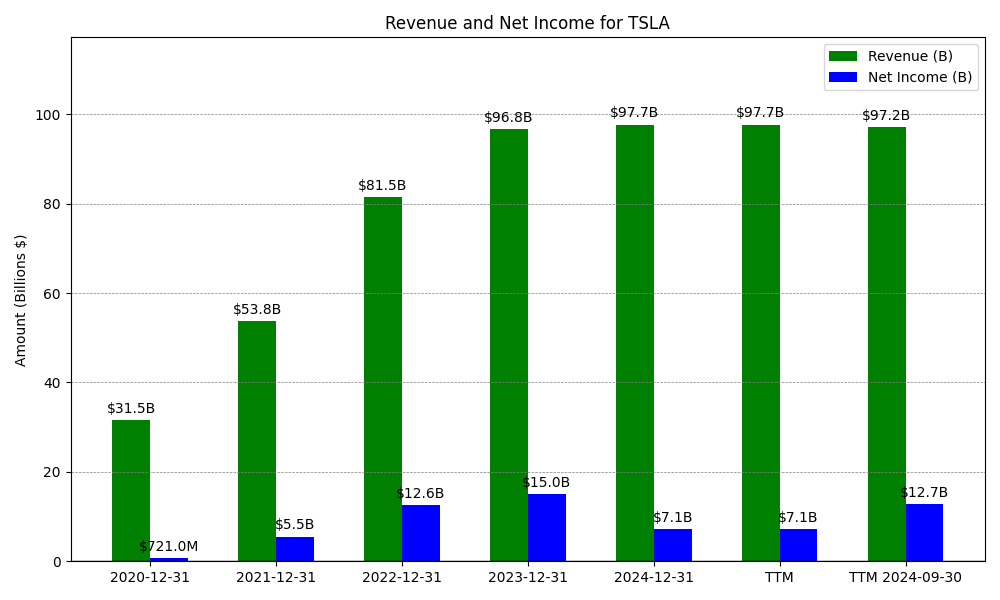 Revenue and Net Income for TSLA
Revenue (B)
Net Income (B)
Amount (Billions $)
100
80
60
40
20
0
$31.5B
$721.0M
$53.8B
$5.5B
$81.5B
$12.6B
$96.8B
$15.0B
$97.7B
$7.1B
$97.7B
$7.1B
$97.2B
$12.7B
2020-12-31
2021-12-31
2022-12-31
2023-12-31
2024-12-31
TTM
TTM 2024-09-30